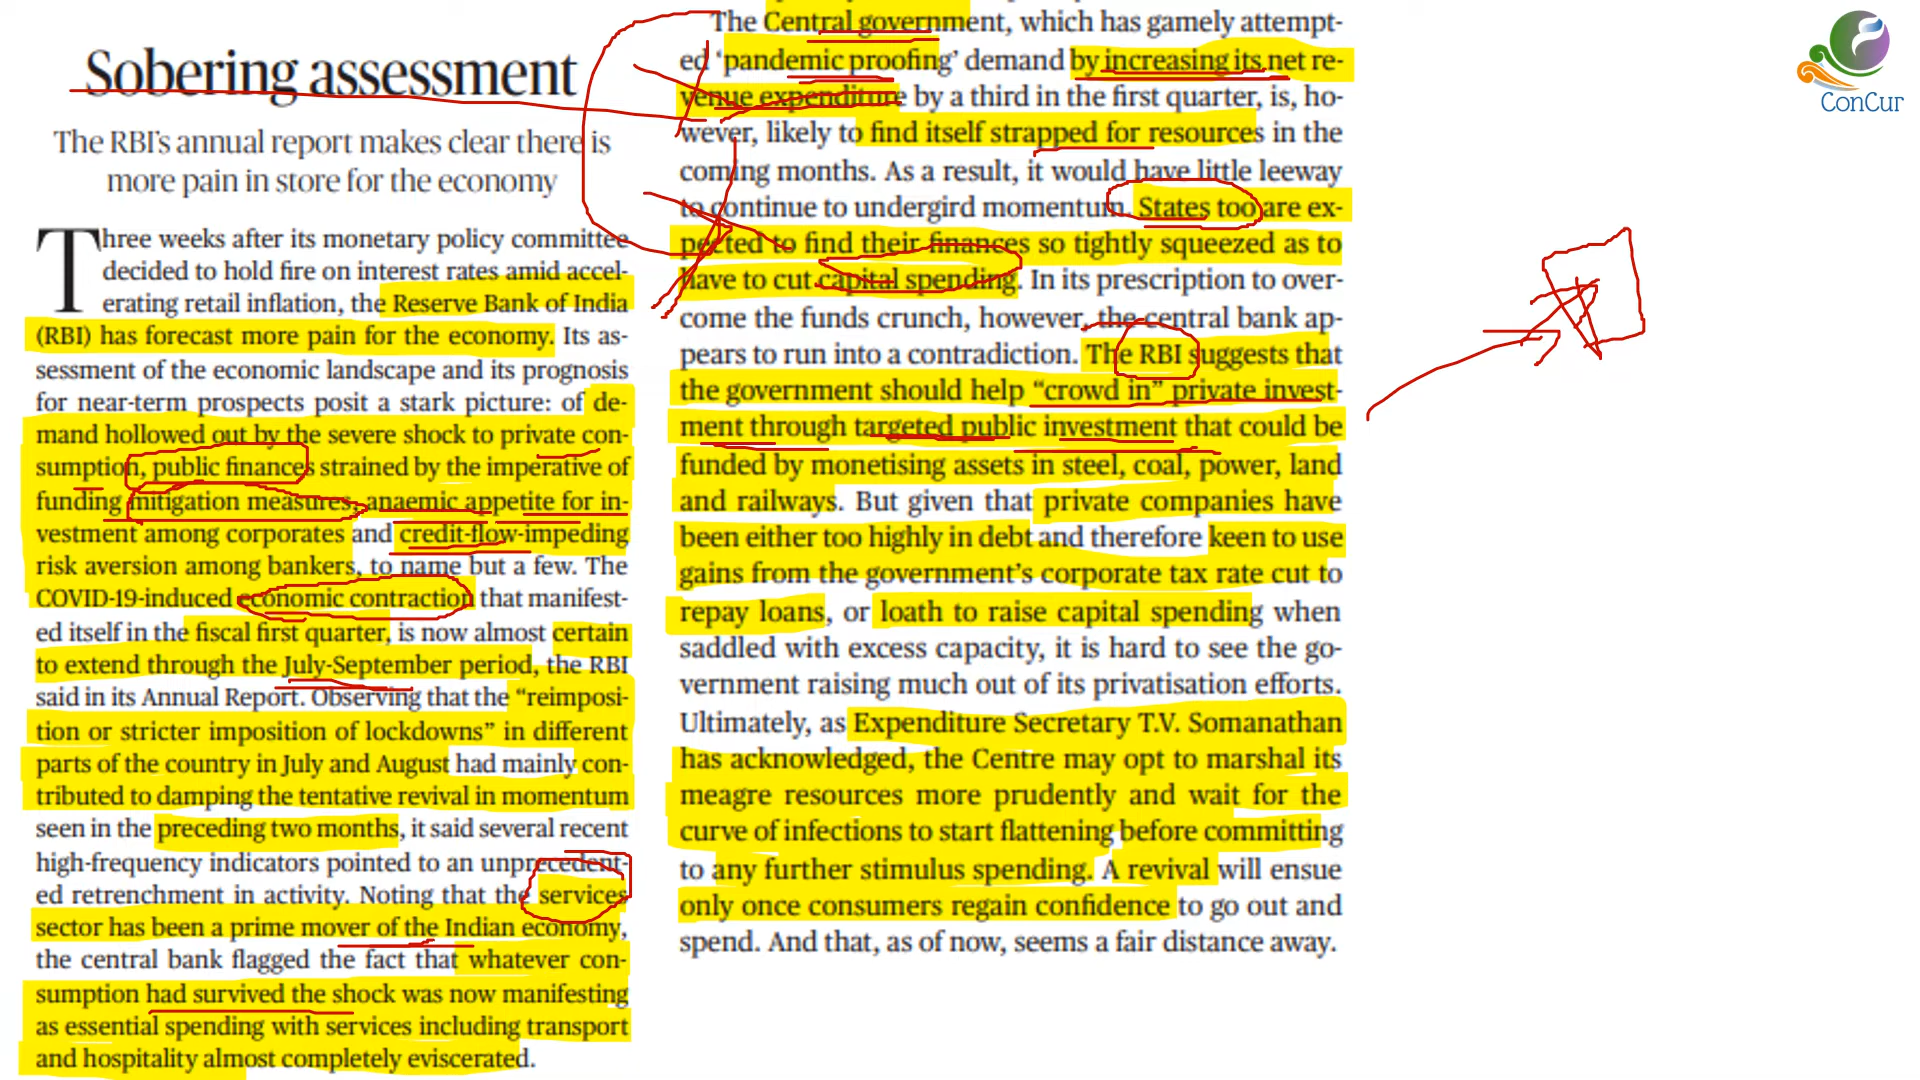 Sobering assessment
The RBI's annual report makes clear there is
more pain in store for the economy
Three weeks after its monetary policy committee
decided to hold fire on interest rates amid accel-
erating retail inflation, the Reserve Bank of India
(RBI) has forecast more pain for the economy. Its as-
sessment of the economic landscape and its prognosis
for near-term prospects posit a stark picture: of de-
mand hollowed out by the severe shock to private con-
sumption, public finances strained by the imperative of
funding mitigation measures, anaemic appetite for in-
vestment among corporates and credit-flow-impeding
risk aversion among bankers, to name but a few. The
COVID-19-induced economic contraction that manifest-
ed itself in the fiscal first quarter, is now almost certain
to extend through the July-September period, the RBI
said in its Annual Report. Observing that the “reimposi-
tion or stricter imposition of lockdowns” in different
parts of the country in July and August had mainly con-
tributed to damping the tentative revival in momentum
seen in the preceding two months, it said several recent
high-frequency indicators pointed to an unprecedent-
ed retrenchment in activity. Noting that the services
sector has been a prime mover of the Indian economy,
the central bank flagged the fact that whatever con-
sumption had survived the shock was now manifesting
as essential spending with services including transport
and hospitality almost completely eviscerated.
The Central government, which has gamely attempt-
ed ‘pandemic proofing’ demand by increasing its net re-
venue expenditure by a third in the first quarter, is, ho-
wever, likely to find itself strapped for resources in the
coming months. As a result, it would have little leeway
to continue to undergird momentum. States too are ex-
pected to find their finances so tightly squeezed as to
have to cut capital spending. In its prescription to over-
come the funds crunch, however, the central bank ap-
pears to run into a contradiction. The RBI suggests that
the government should help “crowd in” private invest-
ment through targeted public investment that could be
funded by monetising assets in steel, coal, power, land
and railways. But given that private companies have
been either too highly in debt and therefore keen to use
gains from the government’s corporate tax rate cut to
repay loans, or loath to raise capital spending when
saddled with excess capacity, it is hard to see the go-
vernment raising much out of its privatisation efforts.
Ultimately, as Expenditure Secretary T.V. Somanathan
has acknowledged, the Centre may opt to marshal its
meagre resources more prudently and wait for the
curve of infections to start flattening before committing
to any further stimulus spending. A revival will ensue
only once consumers regain confidence to go out and
spend. And that, as of now, seems a fair distance away.
ConCur